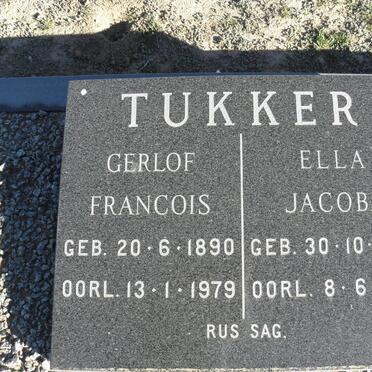 TUKKER
GERLOF
FRANCOIS
GEB. 20·6·1890
OORL. 13·1·1979
ELLA
JACOB
GEB. 30·10·
OORL. 8·6
RUS SAG.